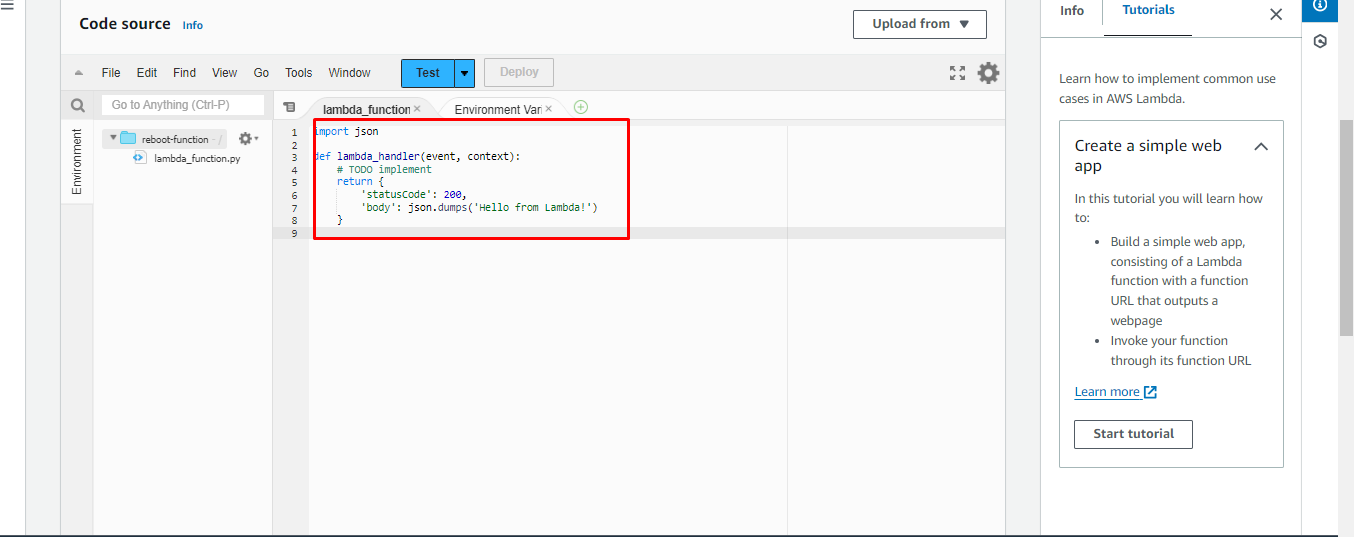 Code source Info
Upload from
File Edit Find View Go Tools Window Test Deploy
Go to Anything (Ctrl-P)
Environment
reboot-function - /
lambda_function.py
lambda_function × Environment Vari ×
1 import json
2
3 def lambda_handler(event, context):
4 # TODO implement
5 return {
6 'statusCode': 200,
7 'body': json.dumps('Hello from Lambda!')
8 }
9
Info Tutorials
Learn how to implement common use
cases in AWS Lambda.
Create a simple web
app
In this tutorial you will learn how
to:
• Build a simple web app,
consisting of a Lambda
function with a function
URL that outputs a
webpage
• Invoke your function
through its function URL
Learn more
Start tutorial